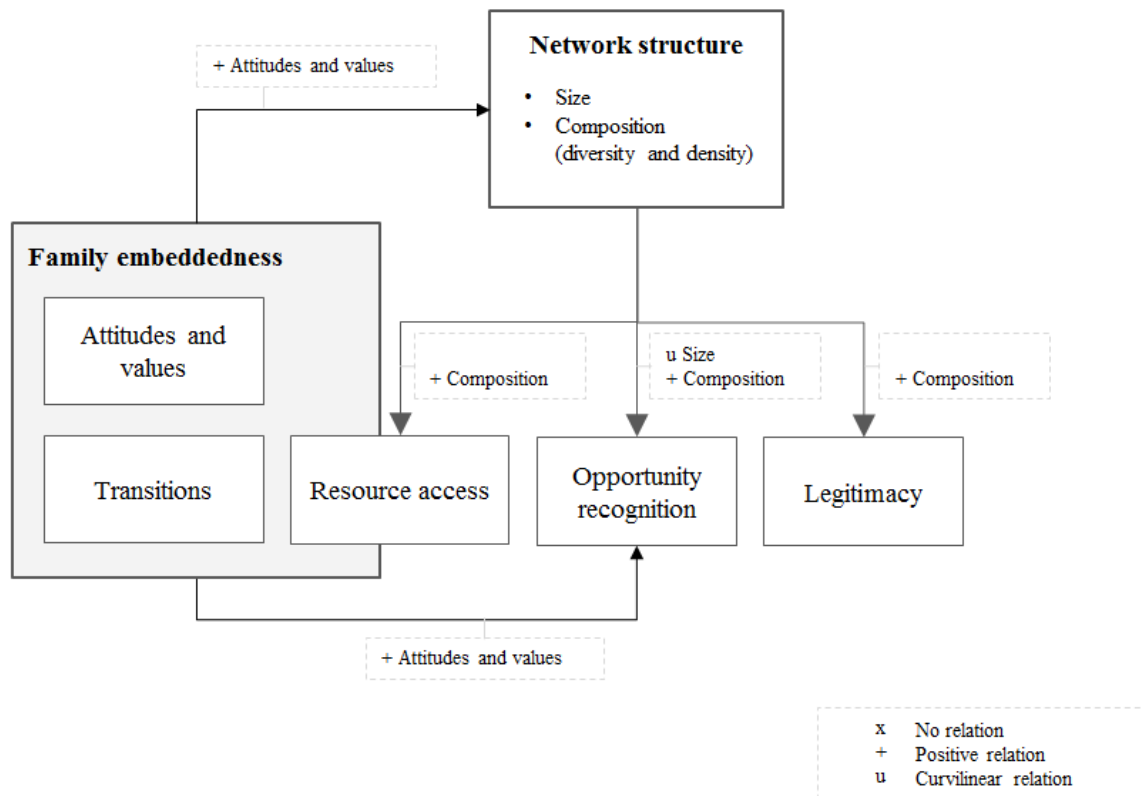 Network structure
+ Attitudes and values
• Size
• Composition
(diversity and density)
Family embeddedness
Attitudes and
values
u Size
+ Composition
+ Composition
+ Composition
Transitions
Resource access
Opportunity
recognition
Legitimacy
+ Attitudes and values
x No relation
+ Positive relation
u Curvilinear relation